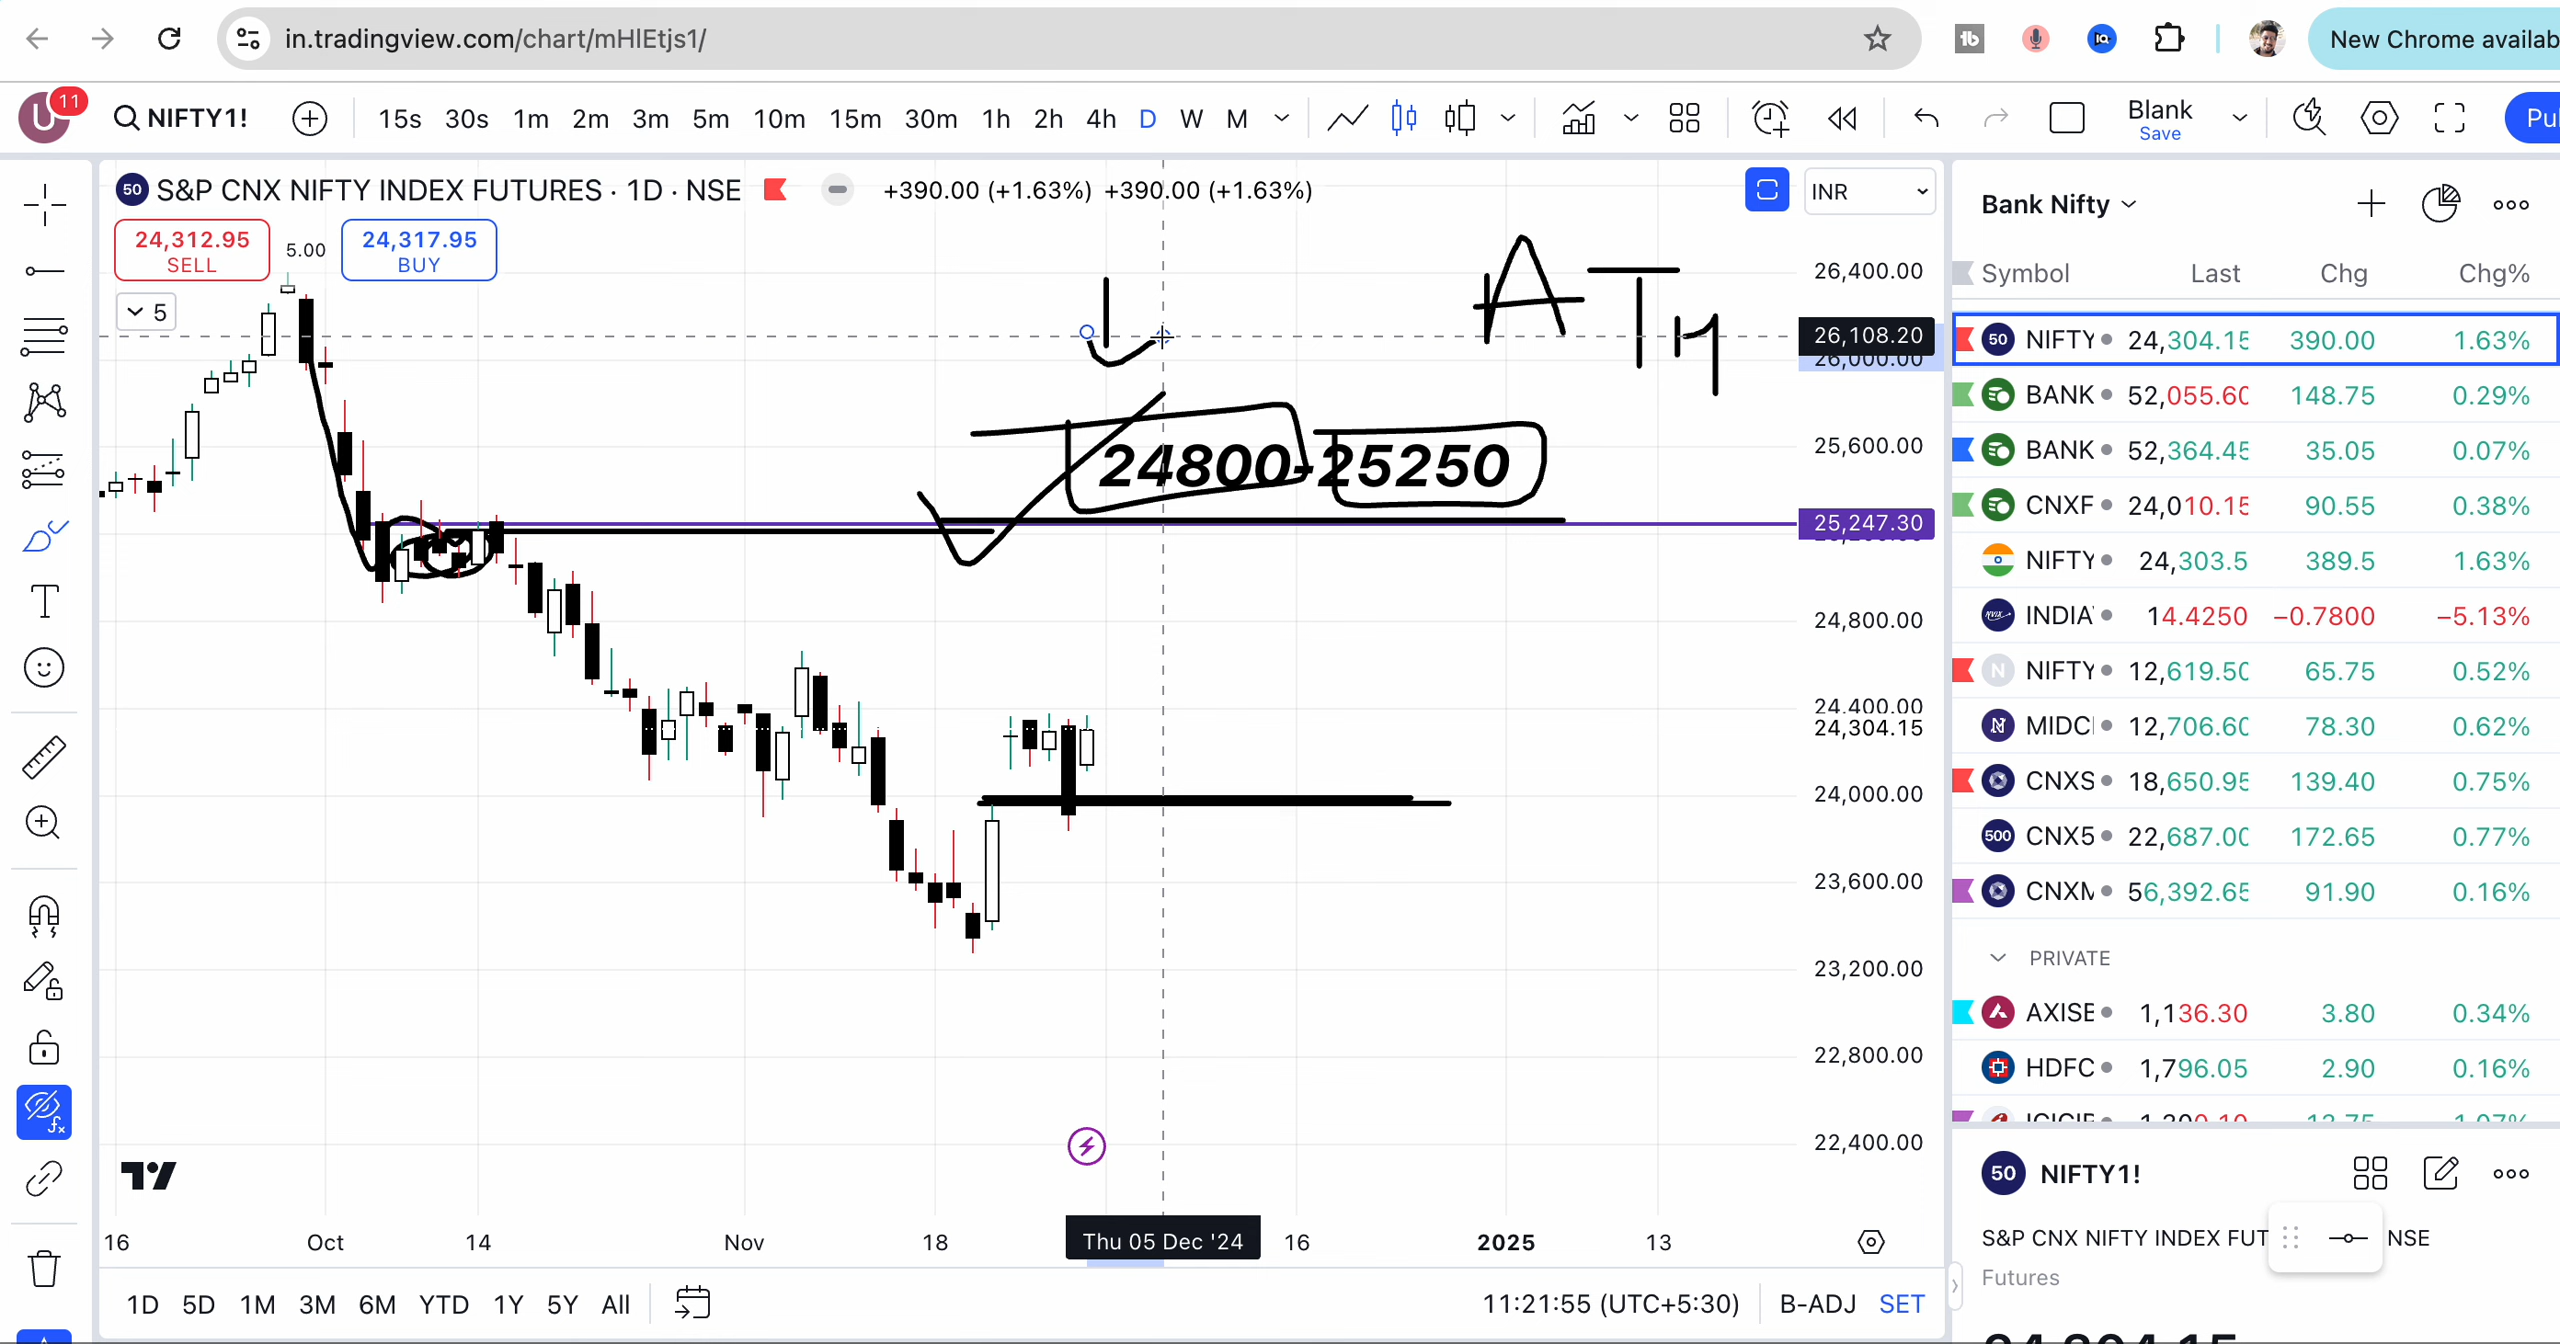 in.tradingview.com/chart/mHlEtjs1/
New Chrome availab
U 11 NIFTY1! 15s 30s 1m 2m 3m 5m 10m 15m 30m 1h 2h 4h D W M Blank Save Pul
50 S&P CNX NIFTY INDEX FUTURES · 1D · NSE +390.00 (+1.63%) +390.00 (+1.63%) INR
24,312.95 SELL 5.00 24,317.95 BUY
5
ATM
24800-25250
26,400.00
26,108.20
26,000.00
25,600.00
25,247.30
24,800.00
24,400.00
24,304.15
24,000.00
23,600.00
23,200.00
22,800.00
22,400.00
16 Oct 14 Nov 18 Thu 05 Dec '24 16 2025 13
1D 5D 1M 3M 6M YTD 1Y 5Y All 11:21:55 (UTC+5:30) B-ADJ SET
Bank Nifty
Symbol Last Chg Chg%
50 NIFTY 24,304.15 390.00 1.63%
BANK 52,055.60 148.75 0.29%
BANK 52,364.45 35.05 0.07%
CNXF 24,010.15 90.55 0.38%
NIFTY 24,303.5 389.5 1.63%
INDIA 14.4250 −0.7800 −5.13%
N NIFTY 12,619.50 65.75 0.52%
MIDC 12,706.60 78.30 0.62%
CNXS 18,650.95 139.40 0.75%
500 CNX5 22,687.00 172.65 0.77%
CNXM 56,392.65 91.90 0.16%
PRIVATE
AXISE 1,136.30 3.80 0.34%
HDFC 1,796.05 2.90 0.16%
50 NIFTY1!
S&P CNX NIFTY INDEX FUT NSE
Futures